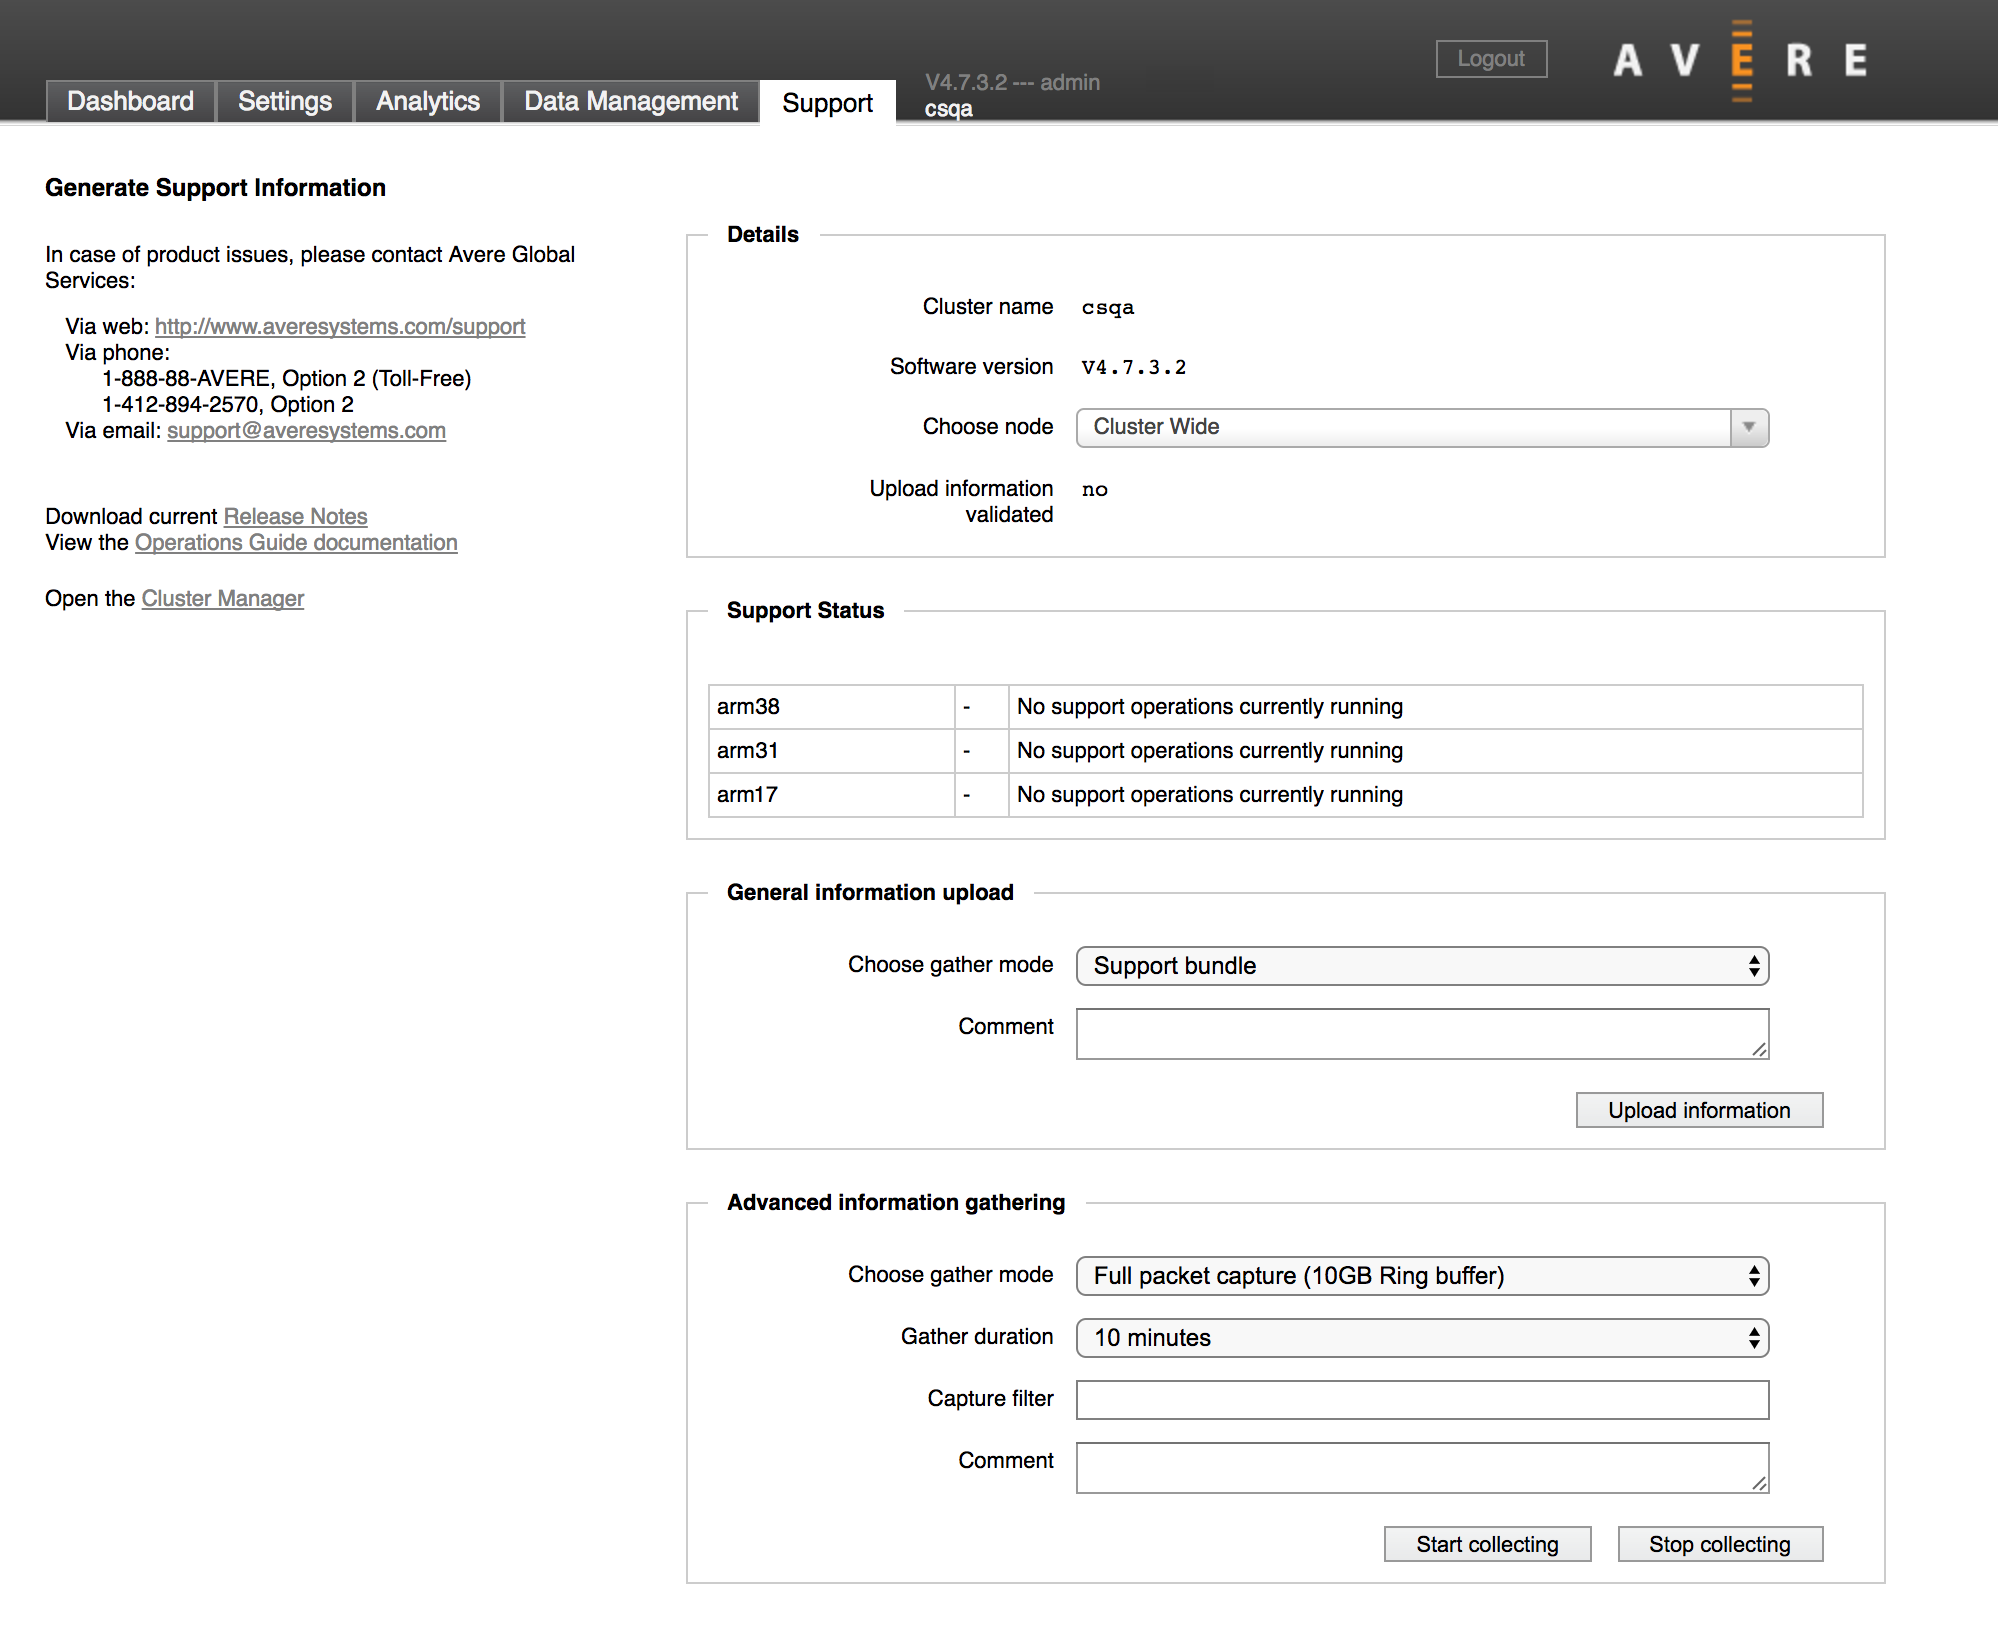 Dashboard
Settings
Analytics
Data Management
Support
V4.7.3.2 --- admin
csqa
Logout
AVERE
Generate Support Information
In case of product issues, please contact Avere Global
Services:
Via web: http://www.averesystems.com/support
Via phone:
1-888-88-AVERE, Option 2 (Toll-Free)
1-412-894-2570, Option 2
Via email: support@averesystems.com
Download current Release Notes
View the Operations Guide documentation
Open the Cluster Manager
Details
Cluster name csqa
Software version V4.7.3.2
Choose node Cluster Wide
Upload information no
validated
Support Status
arm38 - No support operations currently running
arm31 - No support operations currently running
arm17 - No support operations currently running
General information upload
Choose gather mode Support bundle
Comment
Upload information
Advanced information gathering
Choose gather mode Full packet capture (10GB Ring buffer)
Gather duration 10 minutes
Capture filter
Comment
Start collecting
Stop collecting